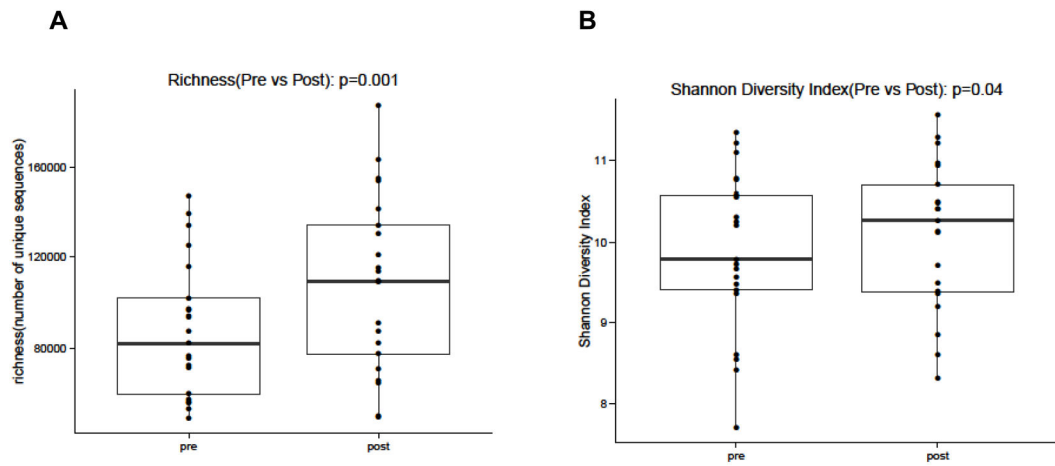 A
Richness(Pre vs Post): p=0.001
richness(number of unique sequences)
160000
120000
80000
pre
post
B
Shannon Diversity Index(Pre vs Post): p=0.04
Shannon Diversity Index
11
10
9
8
pre
post